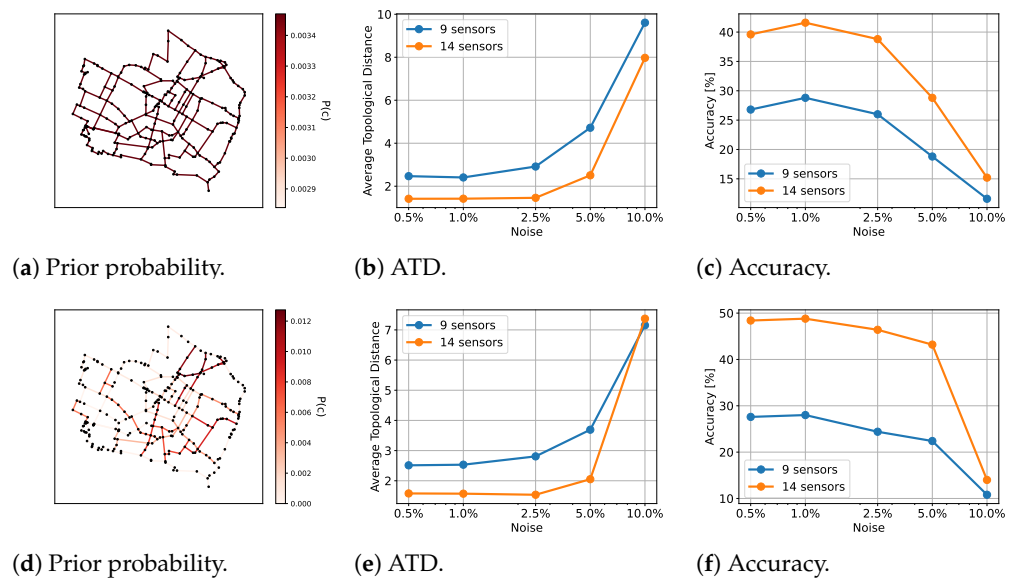 0.0034
0.0033
0.0032
0.0031
0.0030
0.0029
P(c)
10
8
6
4
2
Average Topological Distance
9 sensors
14 sensors
0.5%
1.0%
2.5%
5.0%
10.0%
Noise
40
35
30
25
20
15
Accuracy [%]
9 sensors
14 sensors
0.5%
1.0%
2.5%
5.0%
10.0%
Noise
(a) Prior probability.
(b) ATD.
(c) Accuracy.
0.012
0.010
0.008
0.006
0.004
0.002
0.000
P(c)
7
6
5
4
3
2
Average Topological Distance
9 sensors
14 sensors
0.5%
1.0%
2.5%
5.0%
10.0%
Noise
50
40
30
20
10
Accuracy [%]
9 sensors
14 sensors
0.5%
1.0%
2.5%
5.0%
10.0%
Noise
(d) Prior probability.
(e) ATD.
(f) Accuracy.